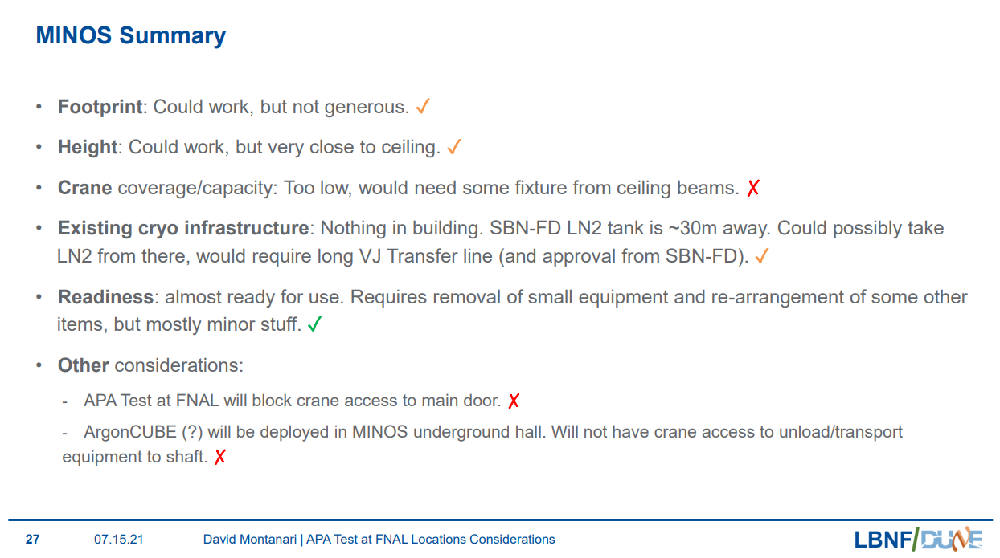 MINOS Summary
• Footprint: Could work, but not generous. ✓
• Height: Could work, but very close to ceiling. ✓
• Crane coverage/capacity: Too low, would need some fixture from ceiling beams. ✗
• Existing cryo infrastructure: Nothing in building. SBN-FD LN2 tank is ~30m away. Could possibly take
LN2 from there, would require long VJ Transfer line (and approval from SBN-FD). ✓
• Readiness: almost ready for use. Requires removal of small equipment and re-arrangement of some other
items, but mostly minor stuff. ✓
• Other considerations:
- APA Test at FNAL will block crane access to main door. ✗
- ArgonCUBE (?) will be deployed in MINOS underground hall. Will not have crane access to unload/transport
equipment to shaft. ✗
27 07.15.21 David Montanari | APA Test at FNAL Locations Considerations LBNF/DUNE